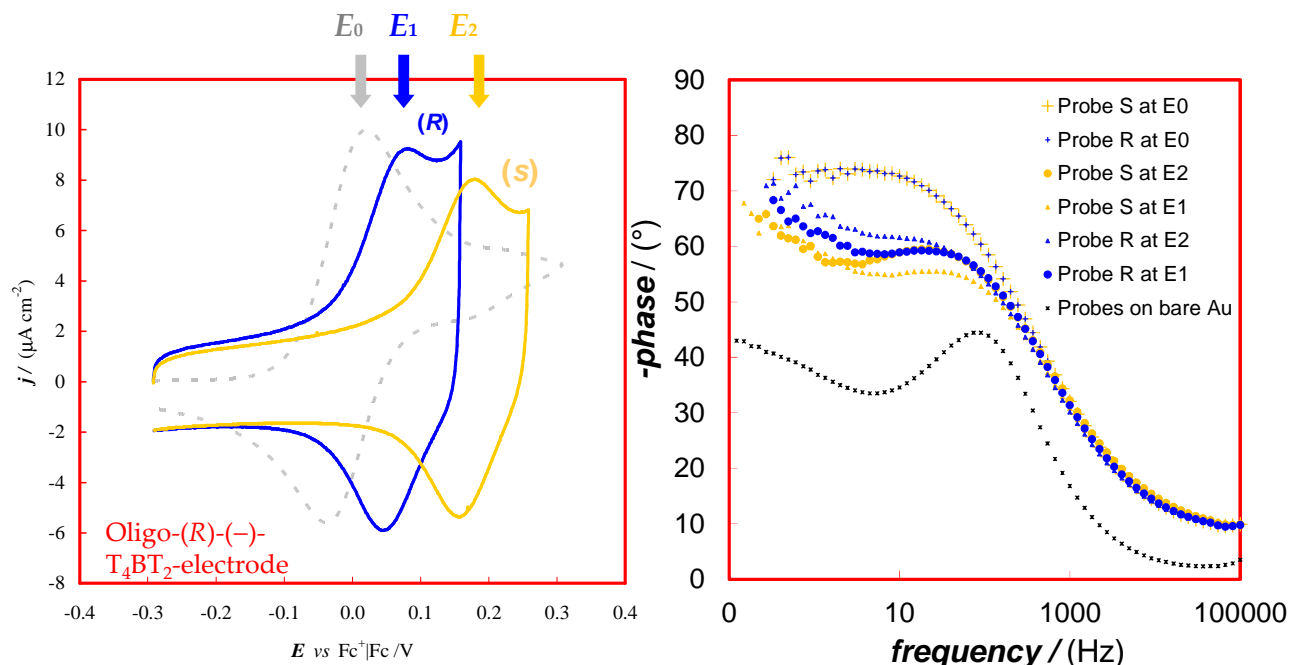 E0 E1 E2
12
10
8
6
4
2
0
-2
-4
-6
-8
j / (µA cm-2)
(R)
(S)
Oligo-(R)-(−)-
T4BT2-electrode
-0.3 -0.2 -0.1 0.0 0.1 0.2 0.3 0.4
-0.4
E vs Fc+|Fc /V
90
80
70
60
50
40
30
20
10
0
-phase / (°)
Probe S at E0
Probe R at E0
Probe S at E2
Probe S at E1
Probe R at E2
Probe R at E1
Probes on bare Au
0 10 1000 100000
frequency / (Hz)